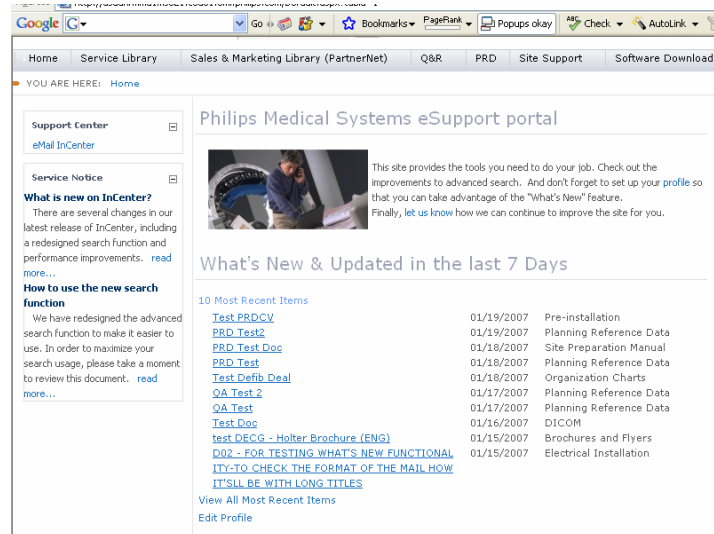 Google G Go Bookmarks PageRank Popups okay ABC Check AutoLink
Home Service Library Sales & Marketing Library (PartnerNet) Q&R PRD Site Support Software Download
YOU ARE HERE: Home
Support Center
eMail InCenter
Service Notice
What is new on InCenter?
There are several changes in our
latest release of InCenter, including
a redesigned search function and
performance improvements. read
more...
How to use the new search
function
We have redesigned the advanced
search function to make it easier to
use. In order to maximize your
search usage, please take a moment
to review this document. read
more...
Philips Medical Systems eSupport portal
This site provides the tools you need to do your job. Check out the
improvements to advanced search. And don't forget to set up your profile so
that you can take advantage of the "What's New" feature.
Finally, let us know how we can continue to improve the site for you.
What's New & Updated in the last 7 Days
10 Most Recent Items
Test PRDCV 01/19/2007 Pre-installation
PRD Test2 01/19/2007 Planning Reference Data
PRD Test Doc 01/18/2007 Site Preparation Manual
PRD Test 01/18/2007 Planning Reference Data
Test Defib Deal 01/18/2007 Organization Charts
QA Test 2 01/17/2007 Planning Reference Data
QA Test 01/17/2007 Planning Reference Data
Test Doc 01/16/2007 DICOM
test DECG - Holter Brochure (ENG) 01/15/2007 Brochures and Flyers
D02 - FOR TESTING WHAT'S NEW FUNCTIONAL 01/15/2007 Electrical Installation
ITY-TO CHECK THE FORMAT OF THE MAIL HOW
IT'SLL BE WITH LONG TITLES
View All Most Recent Items
Edit Profile